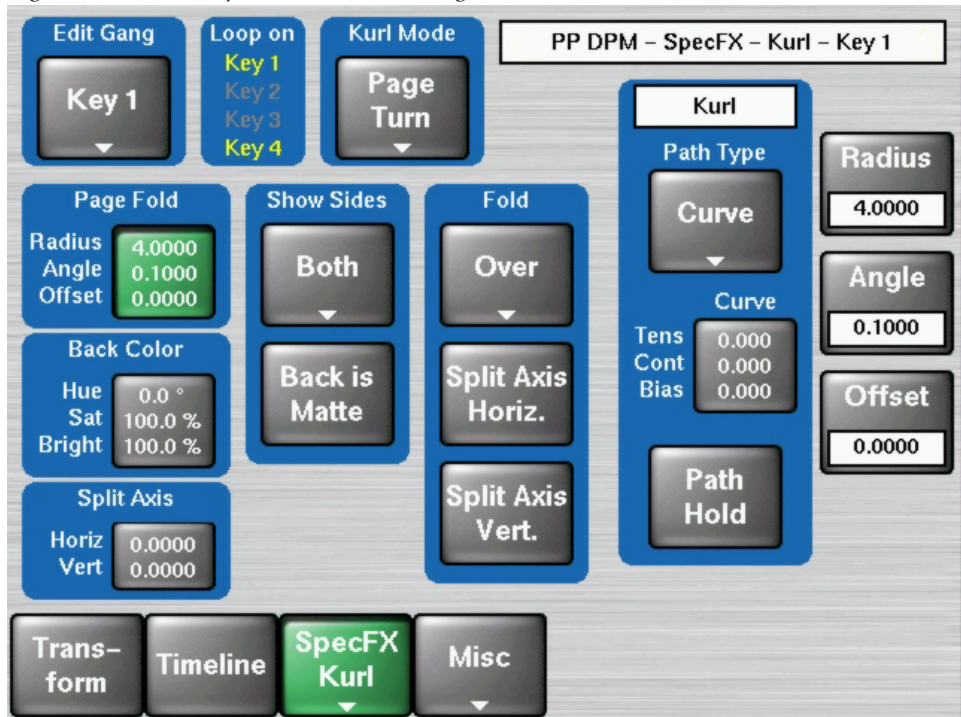 Edit Gang
Key 1
Loop on
Key 1
Key 2
Key 3
Key 4
Kurl Mode
Page
Turn
PP DPM – SpecFX – Kurl – Key 1
Page Fold
Radius 4.0000
Angle 0.1000
Offset 0.0000
Back Color
Hue 0.0 °
Sat 100.0 %
Bright 100.0 %
Split Axis
Horiz 0.0000
Vert 0.0000
Show Sides
Both
Back is
Matte
Fold
Over
Split Axis
Horiz.
Split Axis
Vert.
Kurl
Path Type
Curve
Curve
Tens 0.000
Cont 0.000
Bias 0.000
Path
Hold
Radius
4.0000
Angle
0.1000
Offset
0.0000
Trans–
form
Timeline
SpecFX
Kurl
Misc